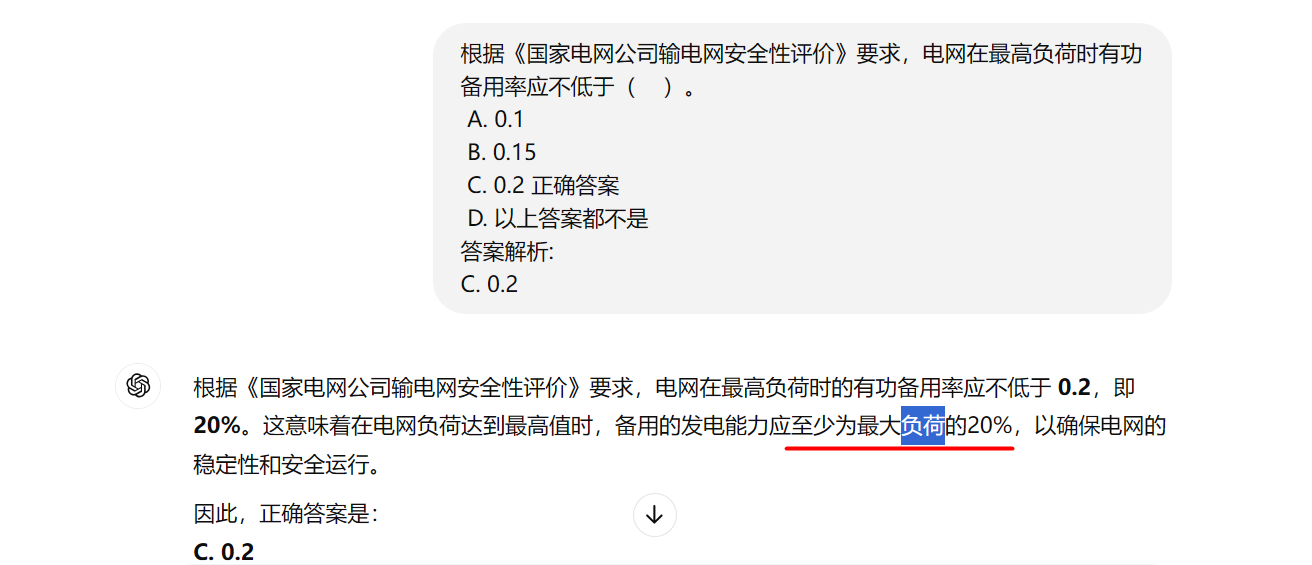 根据《国家电网公司输电网安全性评价》要求，电网在最高负荷时有功
备用率应不低于（　）。
A. 0.1
B. 0.15
C. 0.2 正确答案
D. 以上答案都不是
答案解析:
C. 0.2
根据《国家电网公司输电网安全性评价》要求，电网在最高负荷时的有功备用率应不低于 0.2，即
20%。这意味着在电网负荷达到最高值时，备用的发电能力应至少为最大负荷的20%，以确保电网的
稳定性和安全运行。
因此，正确答案是：
C. 0.2